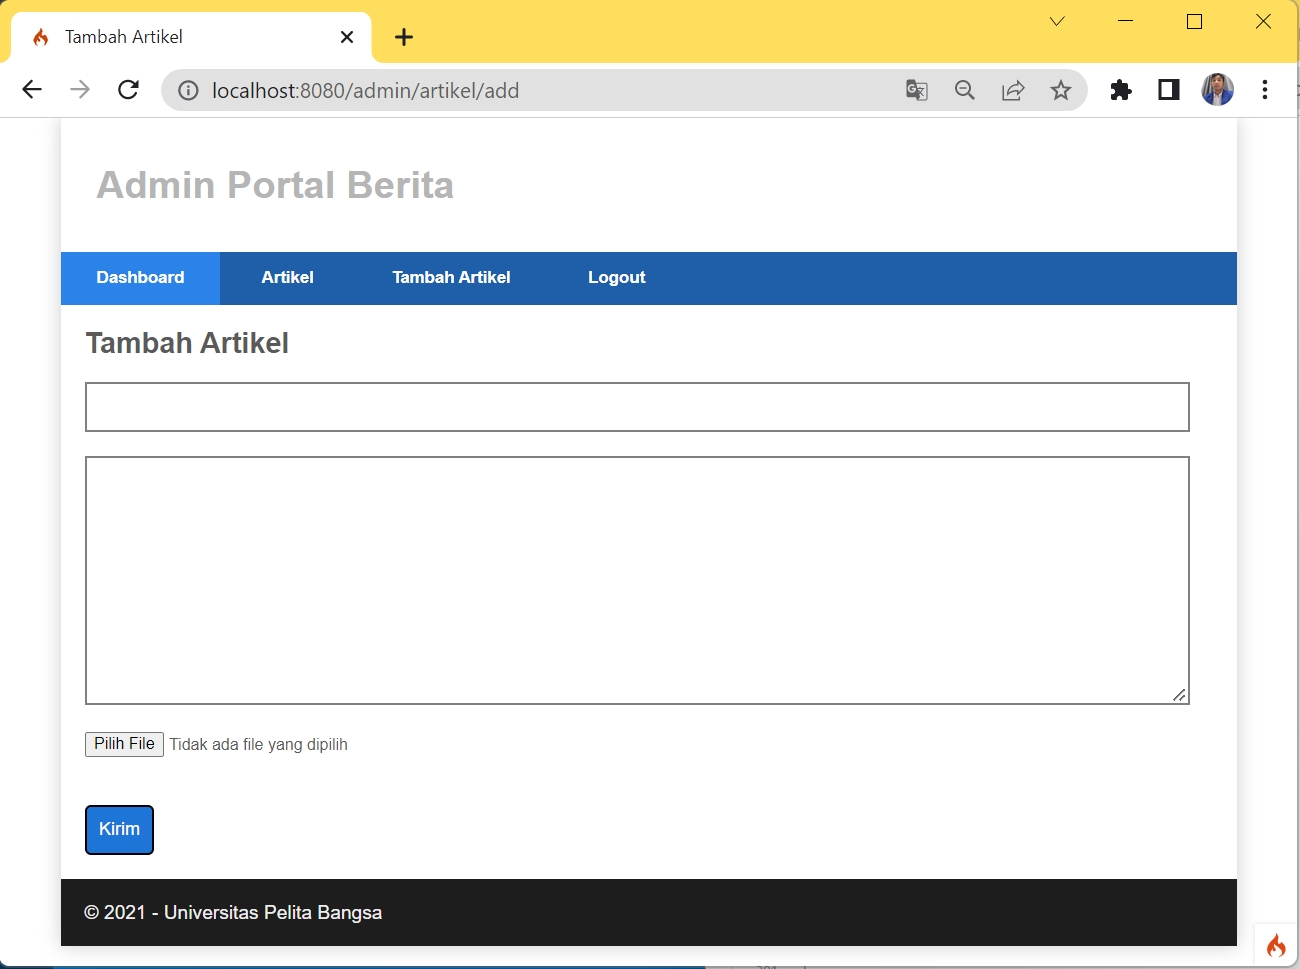 Tambah Artikel
localhost:8080/admin/artikel/add
Admin Portal Berita
Dashboard Artikel Tambah Artikel Logout
Tambah Artikel
Pilih File Tidak ada file yang dipilih
Kirim
© 2021 - Universitas Pelita Bangsa